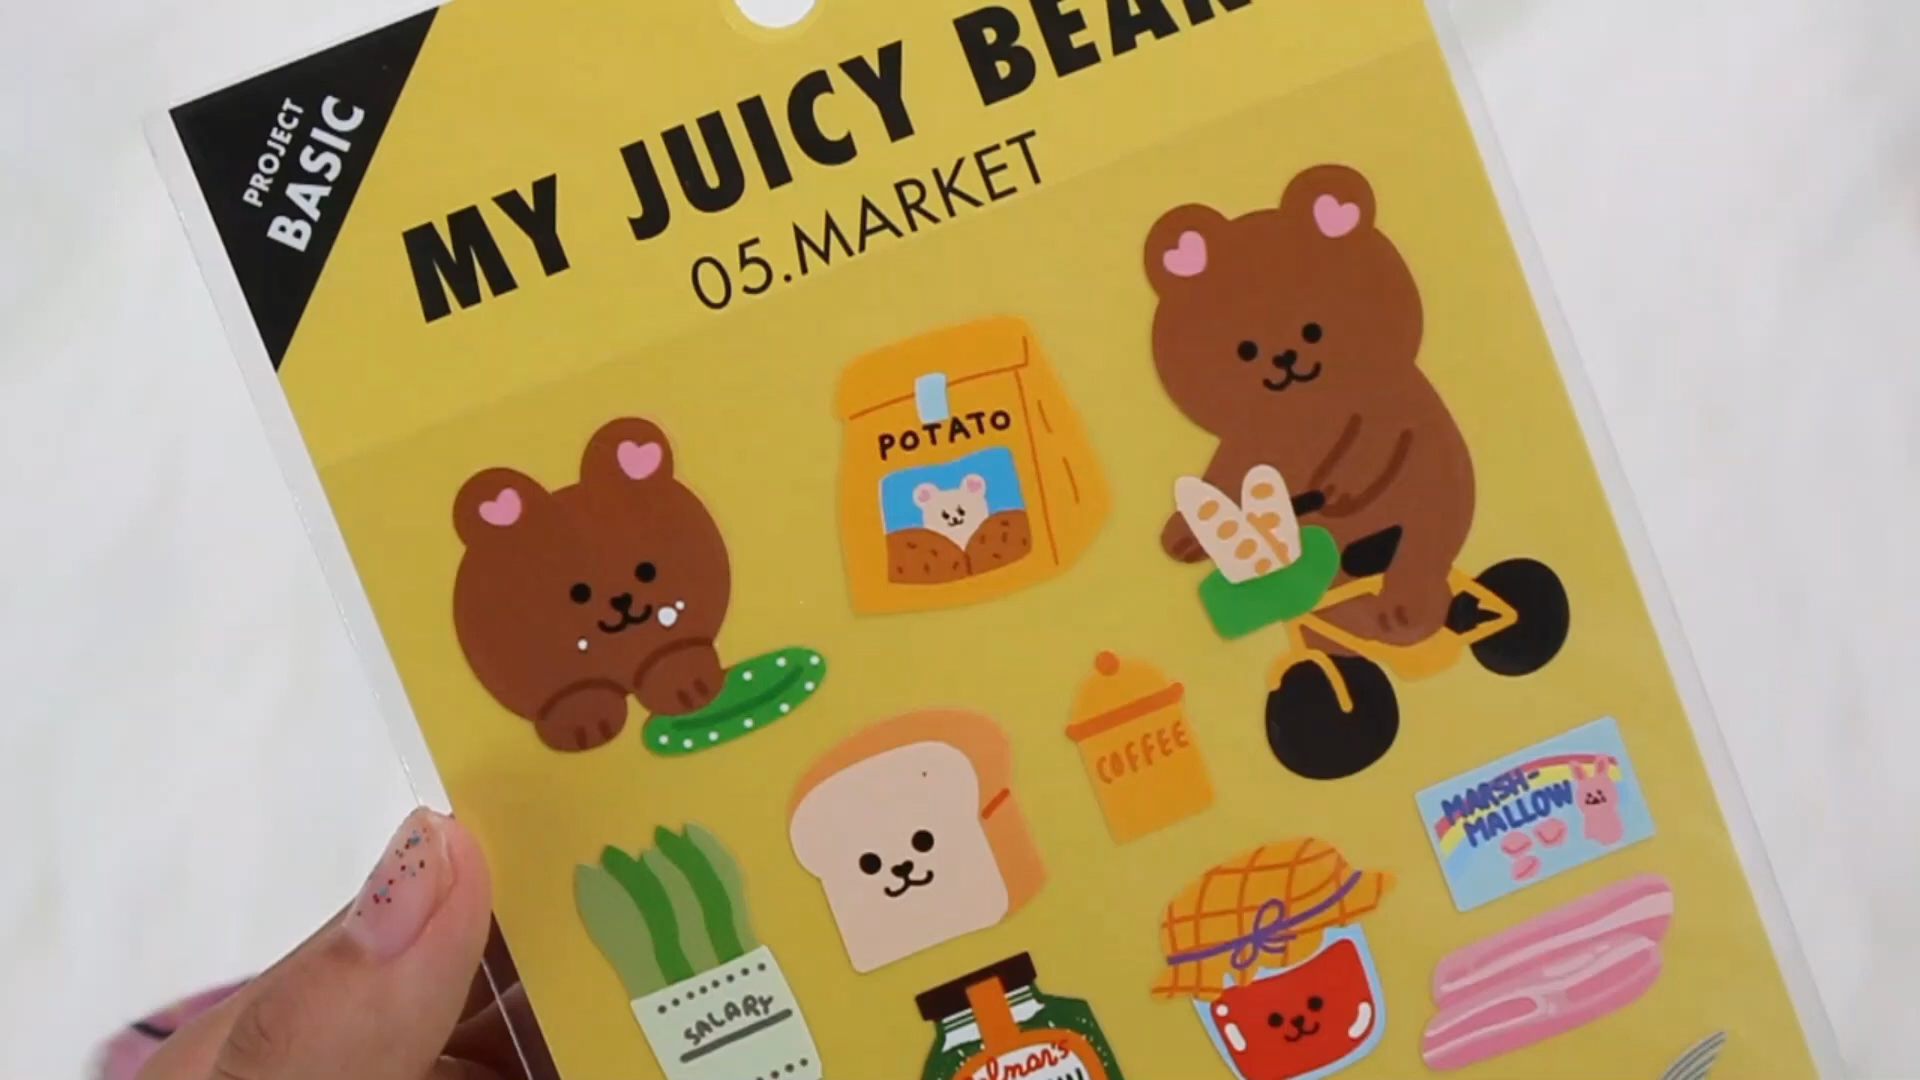 PROJECT
BASIC
MY JUICY BEAR
05.MARKET
POTATO
COFFEE
MARSH-
MALLOW
SALARY